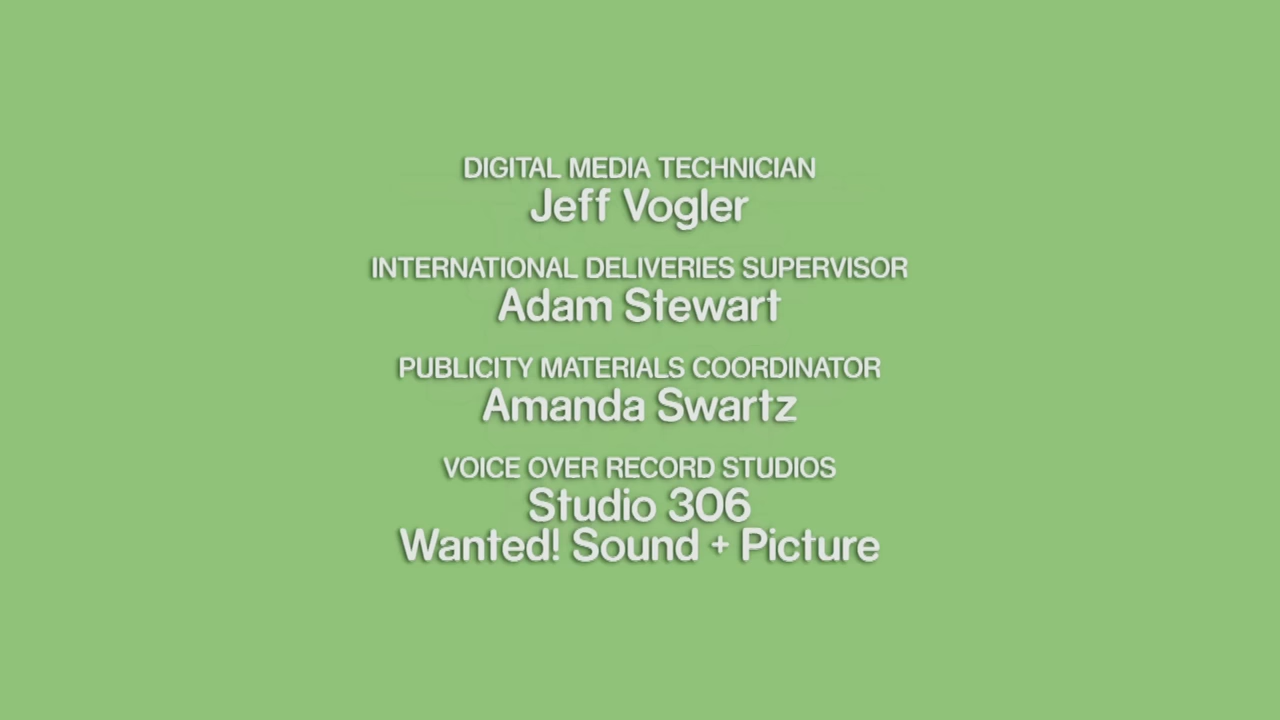 DIGITAL MEDIA TECHNICIAN
Jeff Vogler
INTERNATIONAL DELIVERIES SUPERVISOR
Adam Stewart
PUBLICITY MATERIALS COORDINATOR
Amanda Swartz
VOICE OVER RECORD STUDIOS
Studio 306
Wanted! Sound + Picture